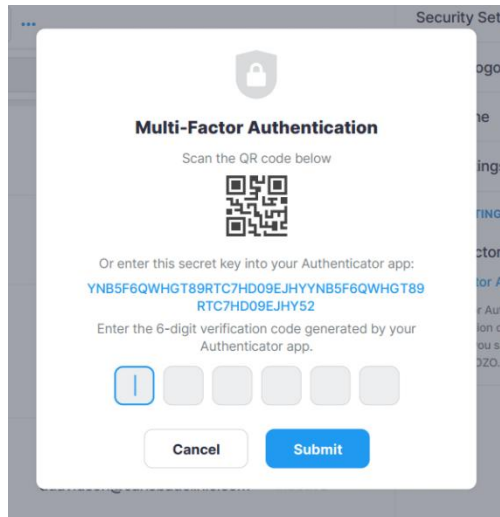 ...
Security Set
Multi-Factor Authentication
Scan the QR code below
Or enter this secret key into your Authenticator app:
YNB5F6QWHGT89RTC7HD09EJHYYNB5F6QWHGT89
RTC7HD09EJHY52
Enter the 6-digit verification code generated by your
Authenticator app.
Cancel
Submit